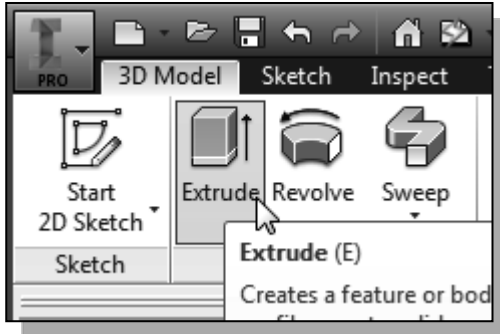 PRO
3D Model Sketch Inspect
Start
2D Sketch
Extrude Revolve Sweep
Sketch
Extrude (E)
Creates a feature or bod